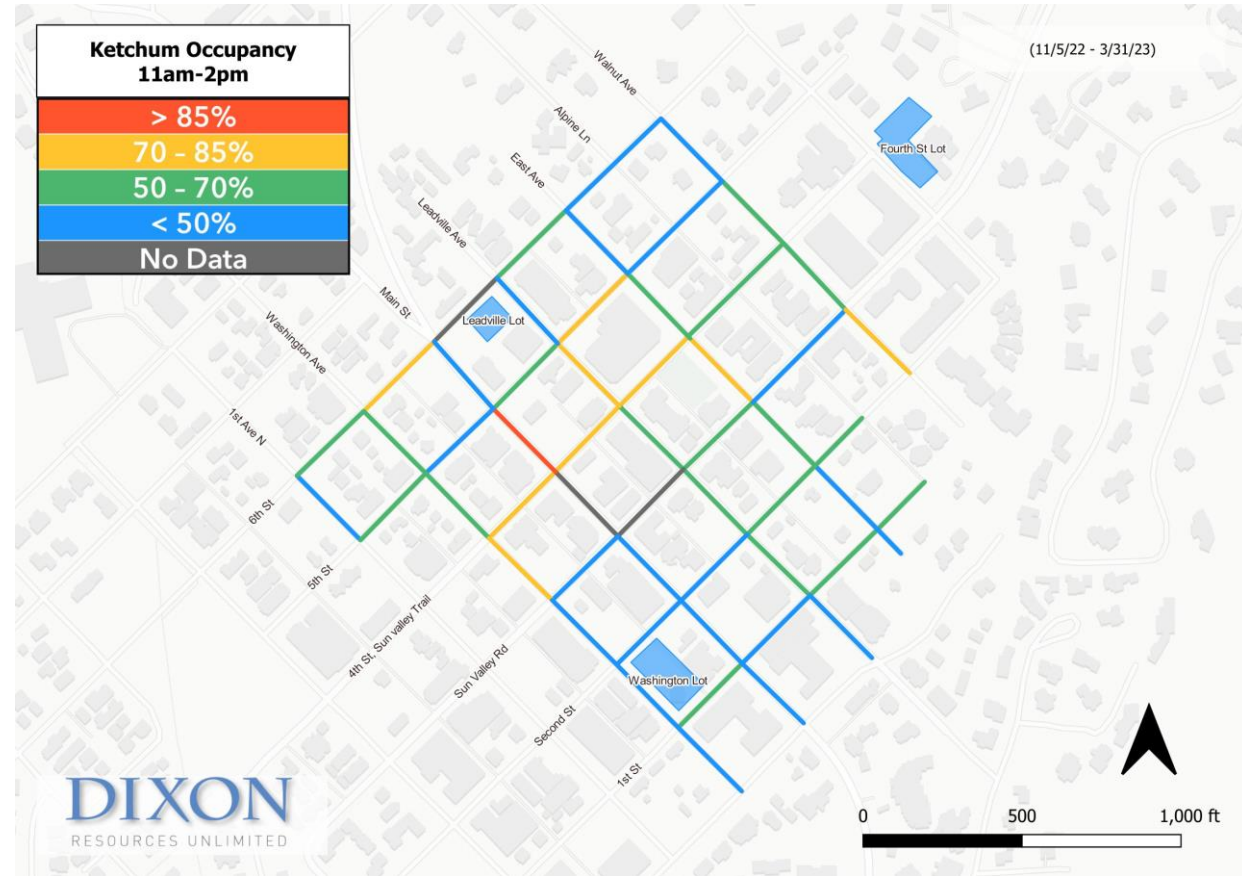 Ketchum Occupancy
11am-2pm
> 85%
70 - 85%
50 - 70%
< 50%
No Data
(11/5/22 - 3/31/23)
Walnut Ave
Alpine Ln
East Ave
Leadville Ave
Main St
Washington Ave
1st Ave N
6th St
5th St
4th St, Sun valley Trail
Sun Valley Rd
Second St
1st St
Fourth St Lot
Leadville Lot
Washington Lot
DIXON
RESOURCES UNLIMITED
0 500 1,000 ft